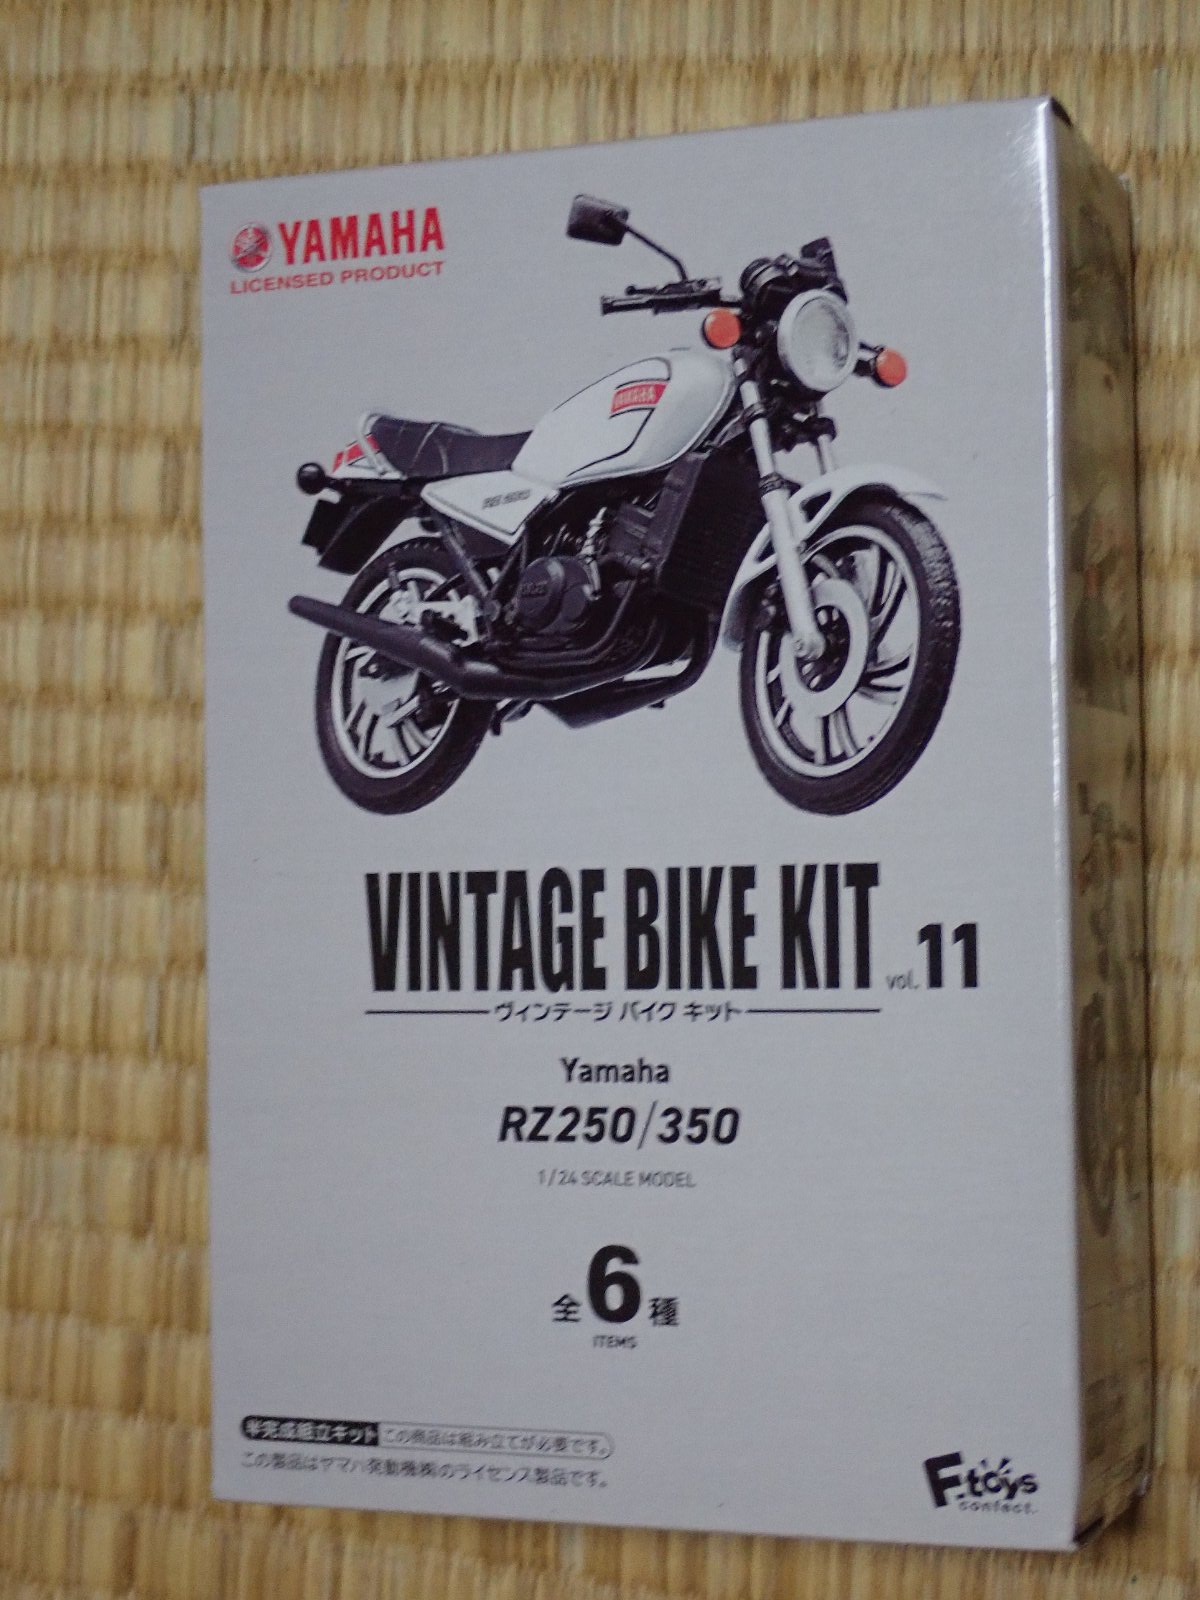 YAMAHA
LICENSED PRODUCT
YAMAHA
VINTAGE BIKE KIT vol. 11
ヴィンテージ バイク キット
Yamaha
RZ250/350
1/24 SCALE MODEL
全6種
ITEMS
半完成組立キット この商品は組み立てが必要です。
この製品はヤマハ発動機㈱のライセンス製品です。
F-toys
confect.